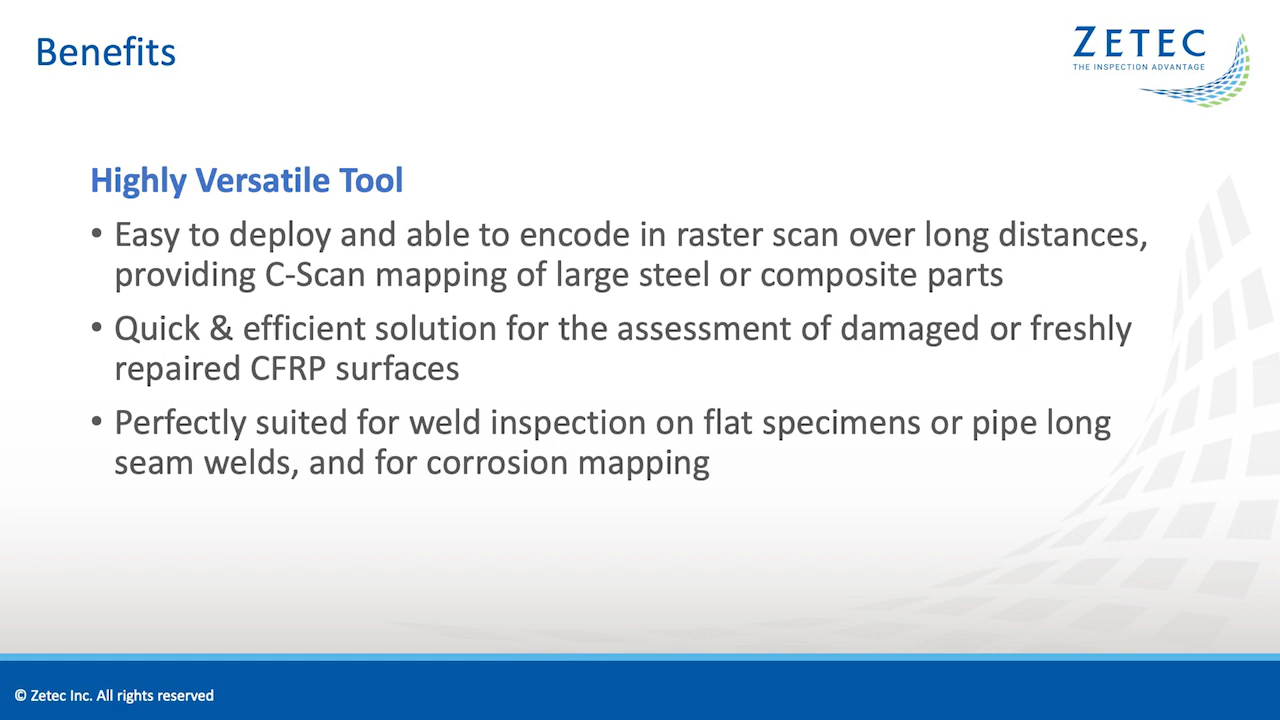 Benefits
ZETEC
THE INSPECTION ADVANTAGE
Highly Versatile Tool
• Easy to deploy and able to encode in raster scan over long distances,
providing C-Scan mapping of large steel or composite parts
• Quick & efficient solution for the assessment of damaged or freshly
repaired CFRP surfaces
• Perfectly suited for weld inspection on flat specimens or pipe long
seam welds, and for corrosion mapping
© Zetec Inc. All rights reserved